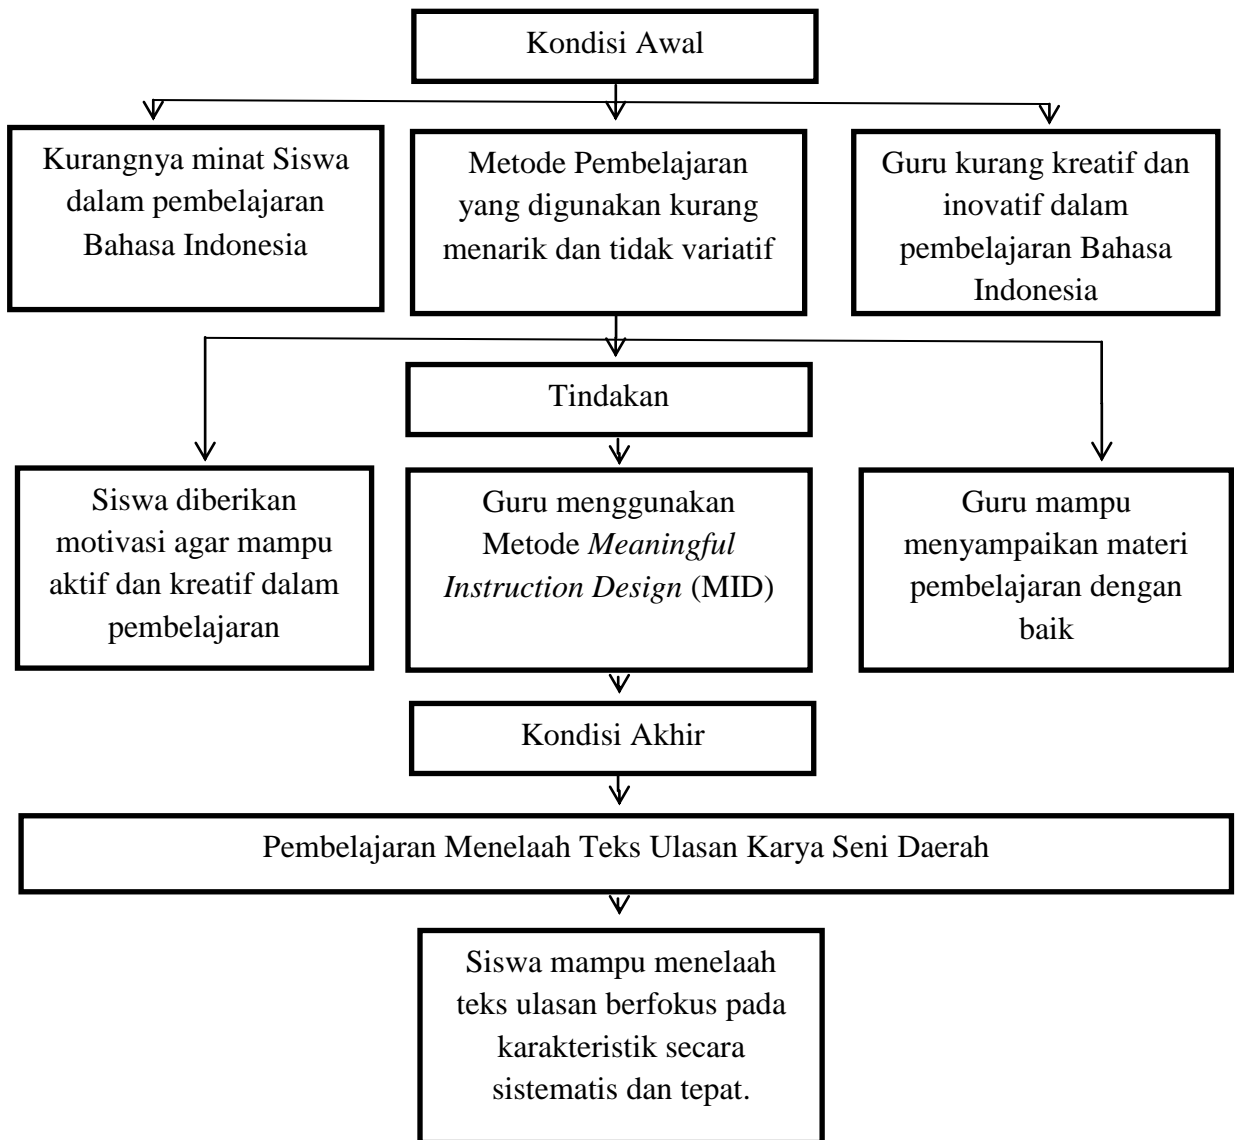 Kondisi Awal
Kurangnya minat Siswa
dalam pembelajaran
Bahasa Indonesia
Metode Pembelajaran
yang digunakan kurang
menarik dan tidak variatif
Guru kurang kreatif dan
inovatif dalam
pembelajaran Bahasa
Indonesia
Tindakan
Siswa diberikan
motivasi agar mampu
aktif dan kreatif dalam
pembelajaran
Guru menggunakan
Metode Meaningful
Instruction Design (MID)
Guru mampu
menyampaikan materi
pembelajaran dengan
baik
Kondisi Akhir
Pembelajaran Menelaah Teks Ulasan Karya Seni Daerah
Siswa mampu menelaah
teks ulasan berfokus pada
karakteristik secara
sistematis dan tepat.